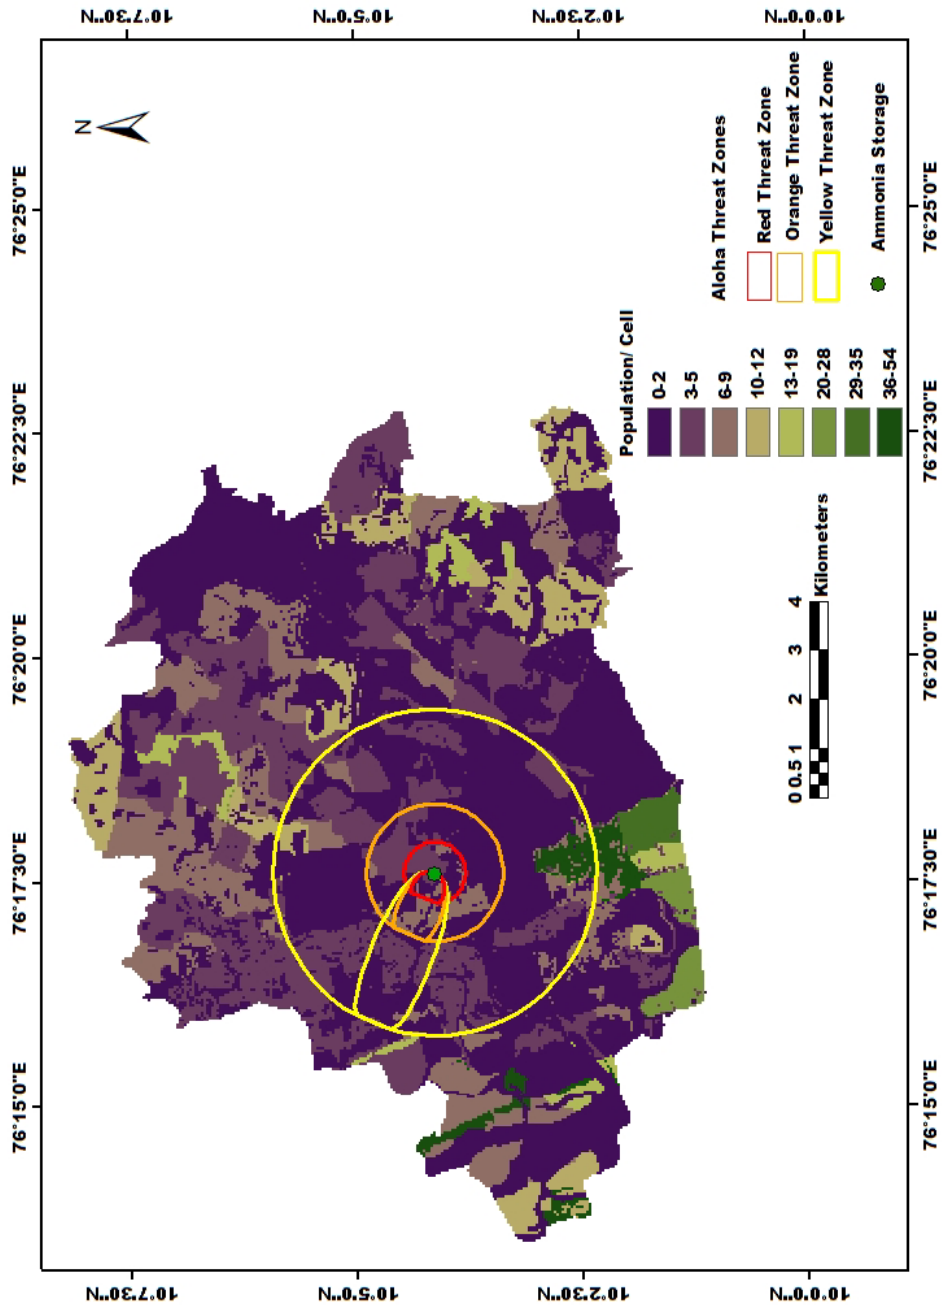 76°15'0"E 76°17'30"E 76°20'0"E 76°22'30"E 76°25'0"E
10°7'30"N
10°5'0"N
10°2'30"N
10°0'0"N
10°7'30"N
10°5'0"N
10°2'30"N
10°0'0"N
N
Population/ Cell
0-2
3-5
6-9
10-12
13-19
20-28
29-35
36-54
Aloha Threat Zones
Red Threat Zone
Orange Threat Zone
Yellow Threat Zone
Ammonia Storage
0 0.5 1 2 3 4
Kilometers
76°15'0"E 76°17'30"E 76°20'0"E 76°22'30"E 76°25'0"E